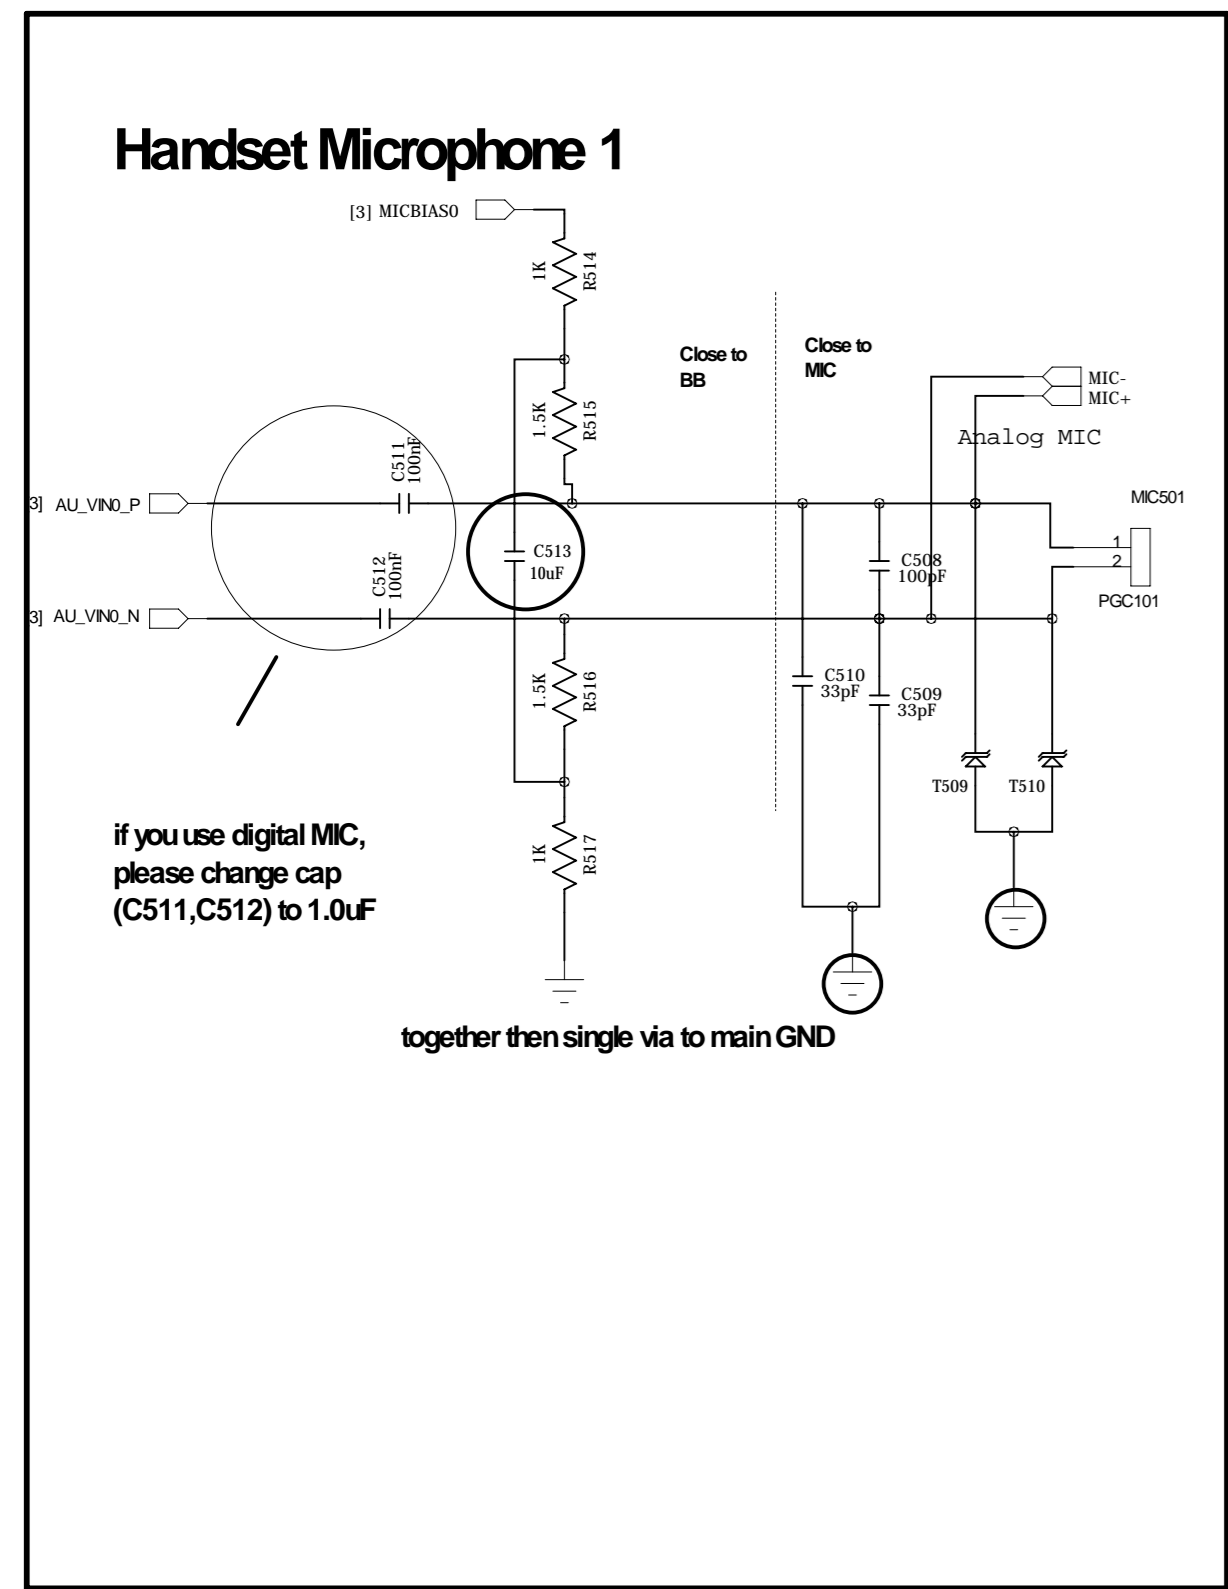 Handset Microphone 1
[3] MICBIAS0
1K
R514
Close to
BB
Close to
MIC
MIC-
MIC+
1.5K
R515
Analog MIC
C511
100nF
3] AU_VIN0_P
MIC501
C513
10uF
1
2
C508
100pF
C512
100nF
PGC101
3] AU_VIN0_N
1.5K
R516
C510
33pF
C509
33pF
T509
T510
if you use digital MIC,
please change cap
(C511,C512) to 1.0uF
1K
R517
together then single via to main GND